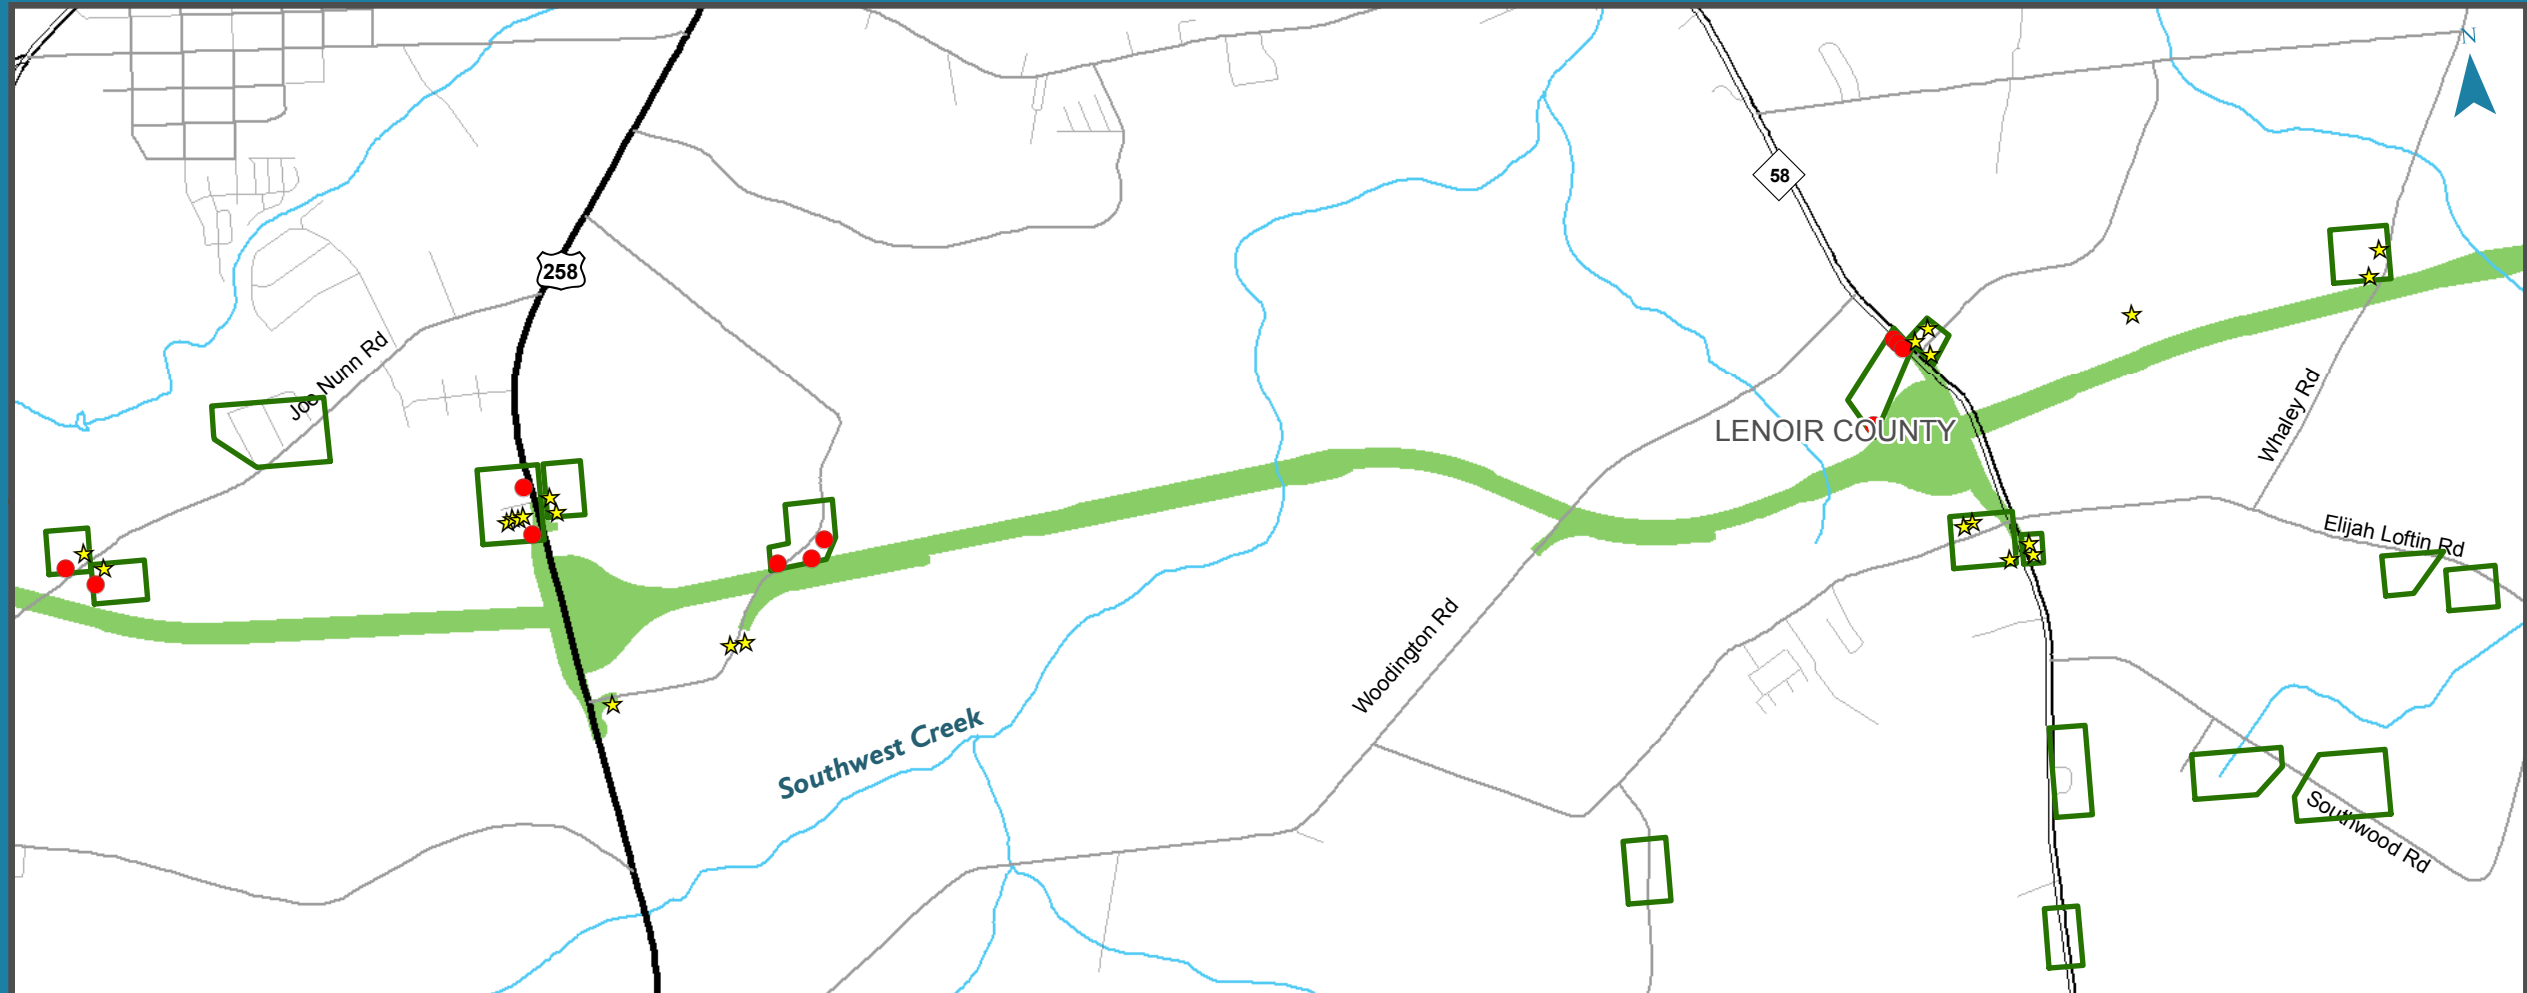 N
58
258
Joe Nunn Rd
Whaley Rd
LENOIR COUNTY
Elijah Loftin Rd
Woodington Rd
Southwest Creek
Southwood Rd